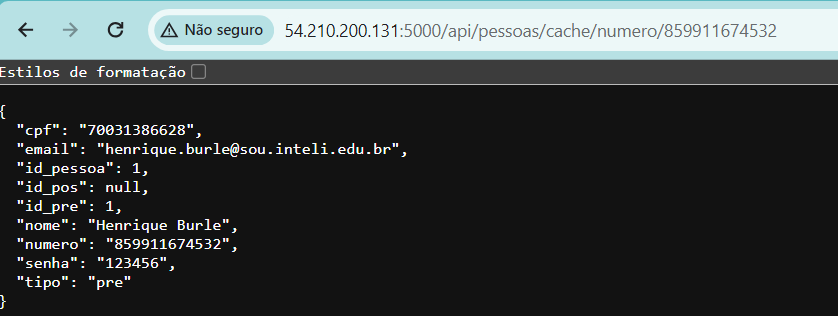 Não seguro 54.210.200.131:5000/api/pessoas/cache/numero/859911674532
Estilos de formatação
{
  "cpf": "70031386628",
  "email": "henrique.burle@sou.inteli.edu.br",
  "id_pessoa": 1,
  "id_pos": null,
  "id_pre": 1,
  "nome": "Henrique Burle",
  "numero": "859911674532",
  "senha": "123456",
  "tipo": "pre"
}